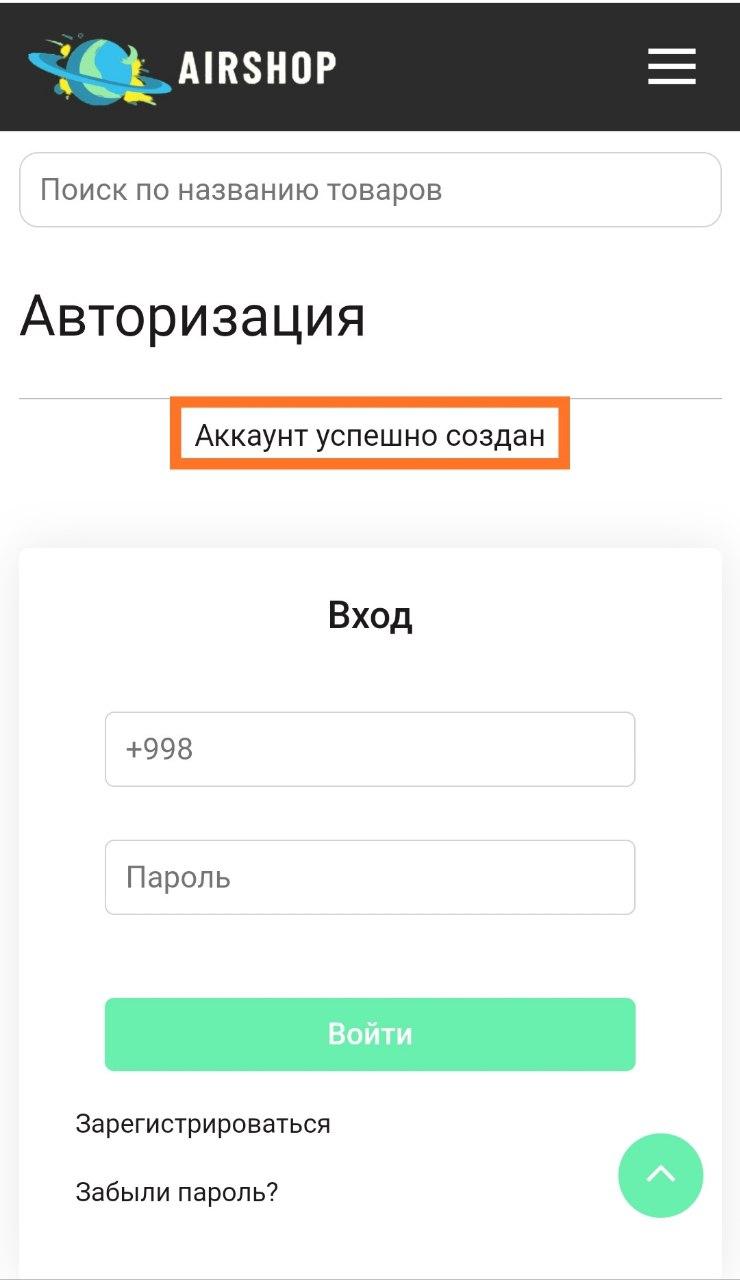 AIRSHOP
Поиск по названию товаров
Авторизация
Аккаунт успешно создан
Вход
+998
Пароль
Войти
Зарегистрироваться
Забыли пароль?